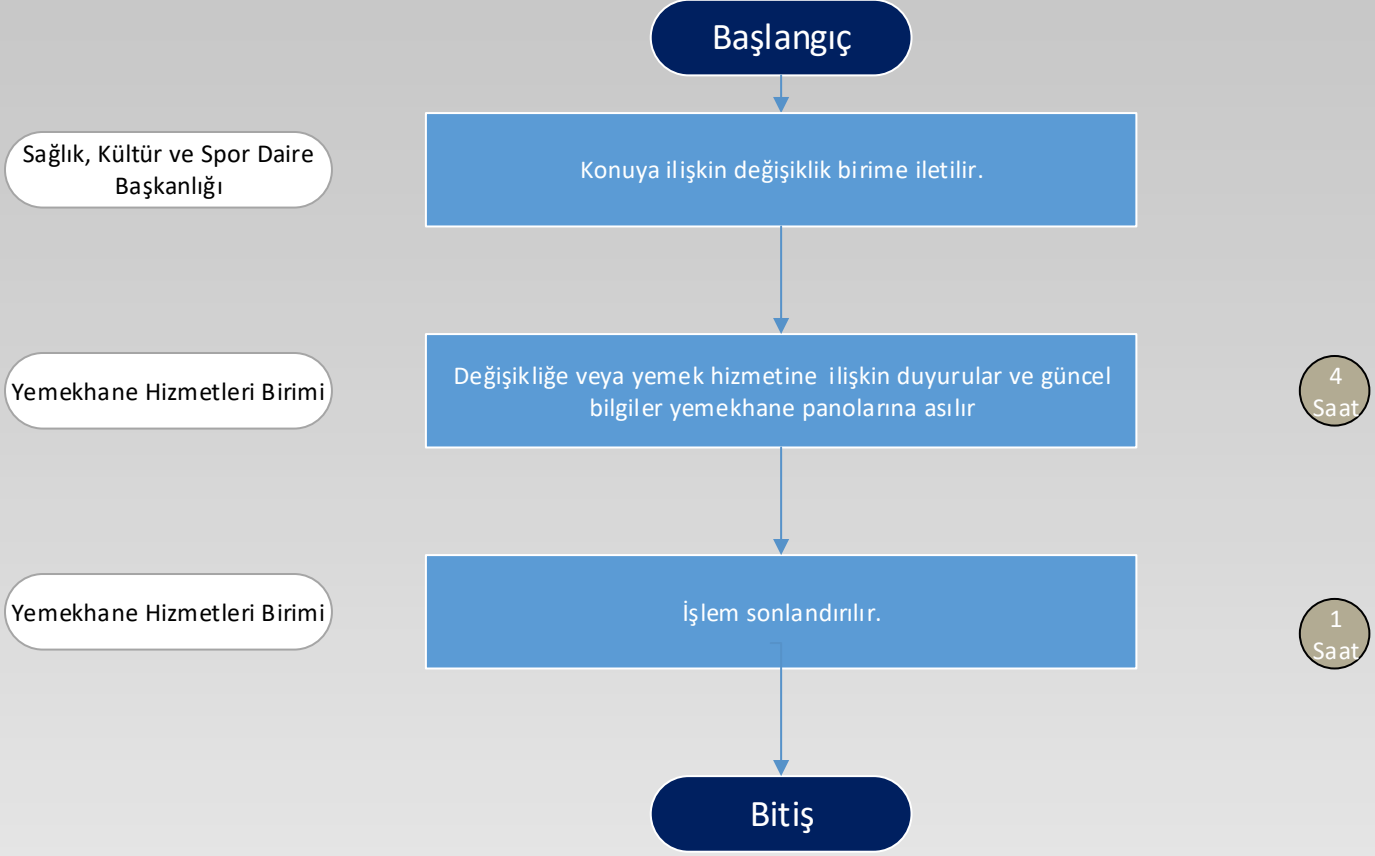 Başlangıç
Sağlık, Kültür ve Spor Daire
Başkanlığı
Konuya ilişkin değişiklik birime iletilir.
Yemekhane Hizmetleri Birimi
Değişikliğe veya yemek hizmetine ilişkin duyurular ve güncel
bilgiler yemekhane panolarına asılır
4
Saat
Yemekhane Hizmetleri Birimi
İşlem sonlandırılır.
1
Saat
Bitiş